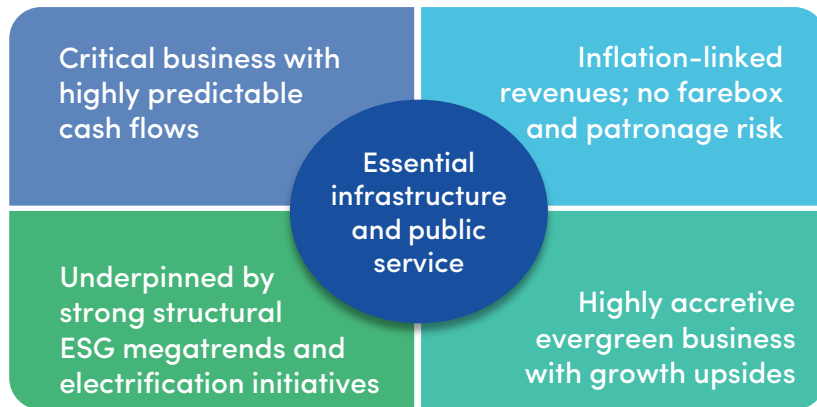 Critical business with
highly predictable
cash flows
Inflation-linked
revenues; no farebox
and patronage risk
Essential
infrastructure
and public
service
Underpinned by
strong structural
ESG megatrends and
electrification initiatives
Highly accretive
evergreen business
with growth upsides